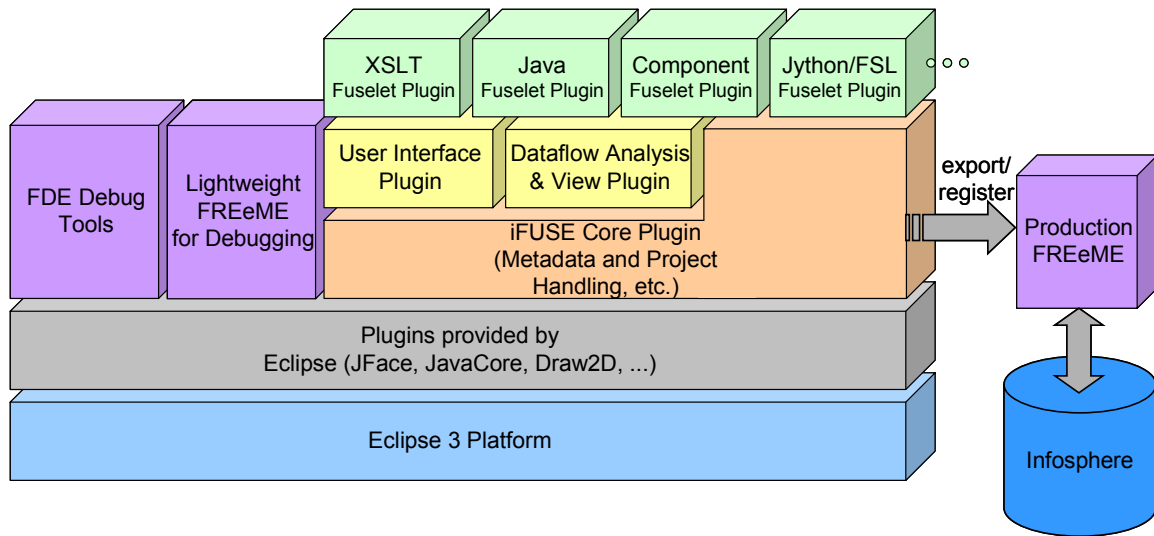 XSLT
Fuselet Plugin
Java
Fuselet Plugin
Component
Fuselet Plugin
Jython/FSL
Fuselet Plugin
FDE Debug
Tools
Lightweight
FREeME
for Debugging
User Interface
Plugin
Dataflow Analysis
& View Plugin
iFUSE Core Plugin
(Metadata and Project
Handling, etc.)
export/
register
Production
FREeME
Plugins provided by
Eclipse (JFace, JavaCore, Draw2D, ...)
Eclipse 3 Platform
Infosphere